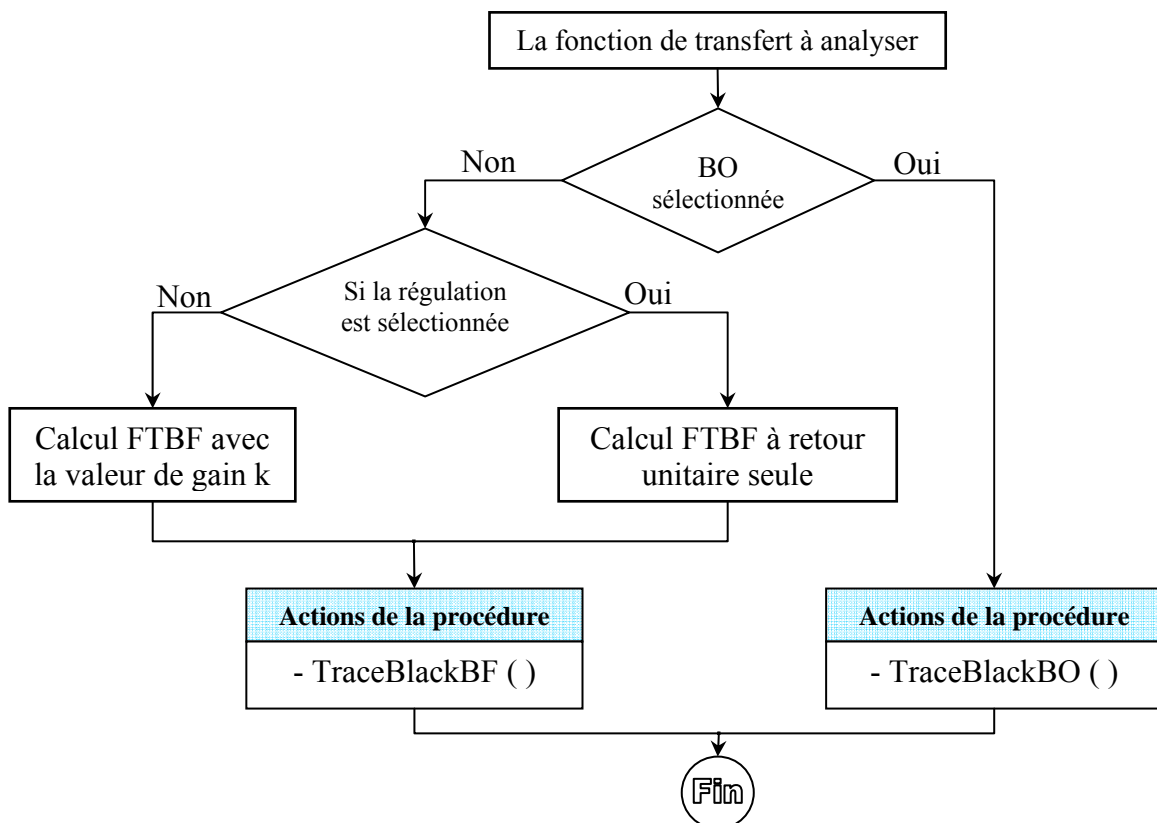 La fonction de transfert à analyser
Non
BO
sélectionnée
Oui
Non
Si la régulation
est sélectionnée
Oui
Calcul FTBF avec
la valeur de gain k
Calcul FTBF à retour
unitaire seule
Actions de la procédure
- TraceBlackBF ( )
Actions de la procédure
- TraceBlackBO ( )
Fin